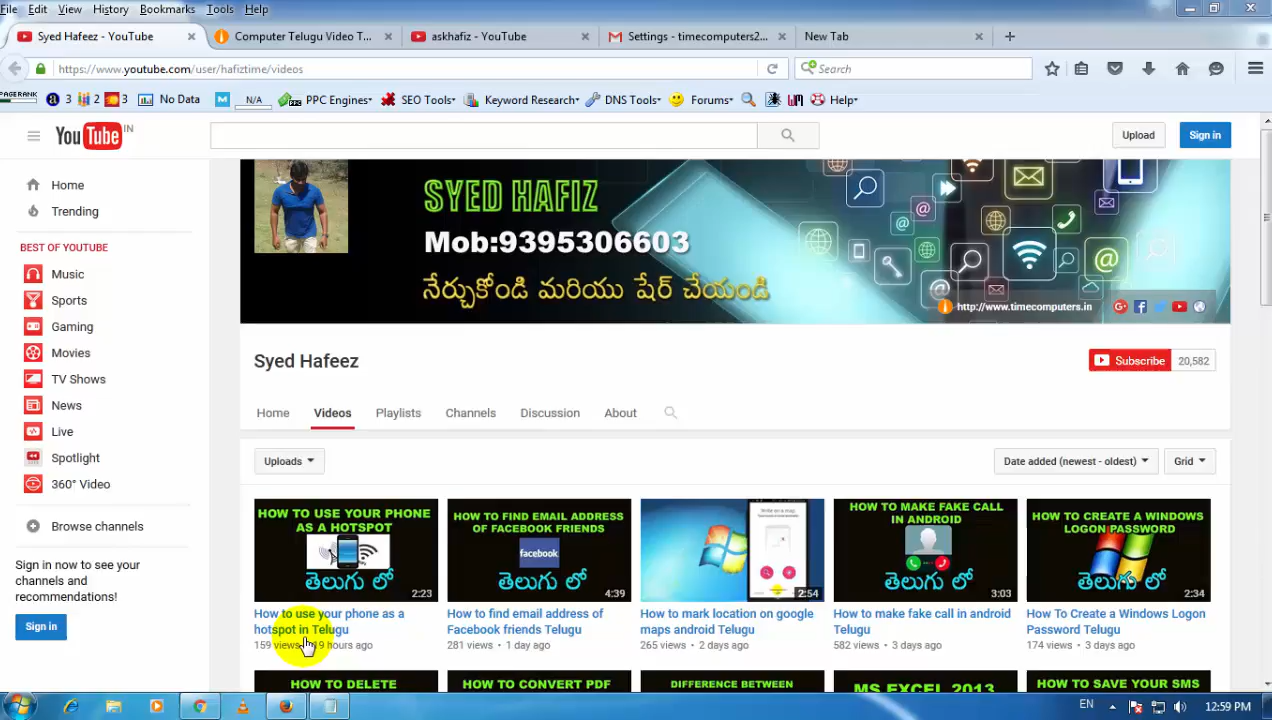 File Edit View History Bookmarks Tools Help
Syed Hafeez - YouTube
Computer Telugu Video T...
askhafiz - YouTube
Settings - timecomputers2...
New Tab
https://www.youtube.com/user/hafiztime/videos
Search
PAGERANK 3 2 3 No Data N/A PPC Engines SEO Tools Keyword Research DNS Tools Forums Help
YouTube IN
Upload
Sign in
SYED HAFIZ
Mob:9395306603
నేర్చుకోండి మరియు షేర్ చేయండి
http://www.timecomputers.in
Home
Trending
BEST OF YOUTUBE
Music
Sports
Gaming
Movies
TV Shows
News
Live
Spotlight
360° Video
Browse channels
Sign in now to see your
channels and
recommendations!
Sign in
Syed Hafeez
Subscribe 20,582
Home Videos Playlists Channels Discussion About
Uploads
Date added (newest - oldest)
Grid
HOW TO USE YOUR PHONE
AS A HOTSPOT
తెలుగు లో
2:23
How to use your phone as a
hotspot in Telugu
159 views 19 hours ago
HOW TO FIND EMAIL ADDRESS
OF FACEBOOK FRIENDS
facebook
తెలుగు లో
4:39
How to find email address of
Facebook friends Telugu
281 views • 1 day ago
2:54
How to mark location on google
maps android Telugu
265 views • 2 days ago
HOW TO MAKE FAKE CALL
IN ANDROID
తెలుగు లో
3:03
How to make fake call in android
Telugu
582 views • 3 days ago
HOW TO CREATE A WINDOWS
LOGON PASSWORD
తెలుగు లో
2:34
How To Create a Windows Logon
Password Telugu
174 views • 3 days ago
HOW TO DELETE
HOW TO CONVERT PDF
DIFFERENCE BETWEEN
MS EXCEL 2013
HOW TO SAVE YOUR SMS
EN
12:59 PM